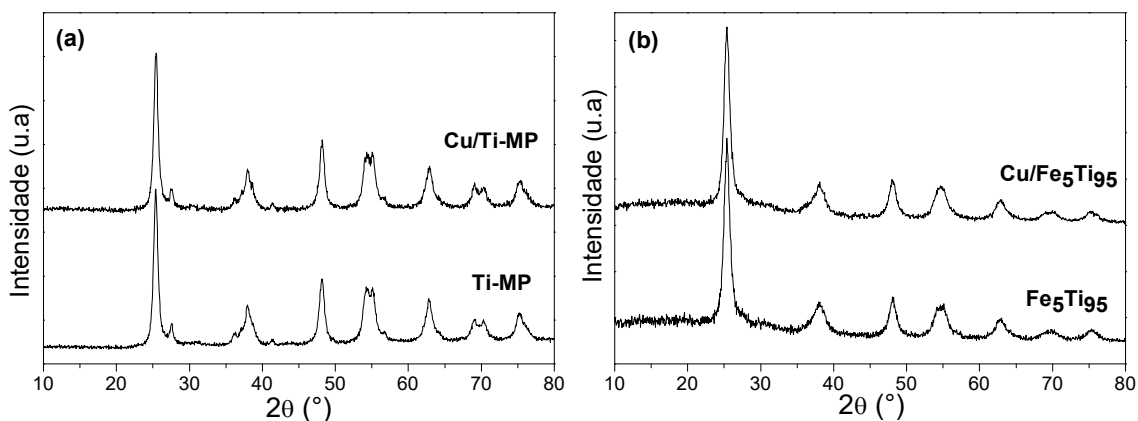 (a)
Intensidade (u.a)
Cu/Ti-MP
Ti-MP
10 20 30 40 50 60 70 80
2θ (°)
(b)
Intensidade (u.a)
Cu/Fe₅Ti₉₅
Fe₅Ti₉₅
10 20 30 40 50 60 70 80
2θ (°)